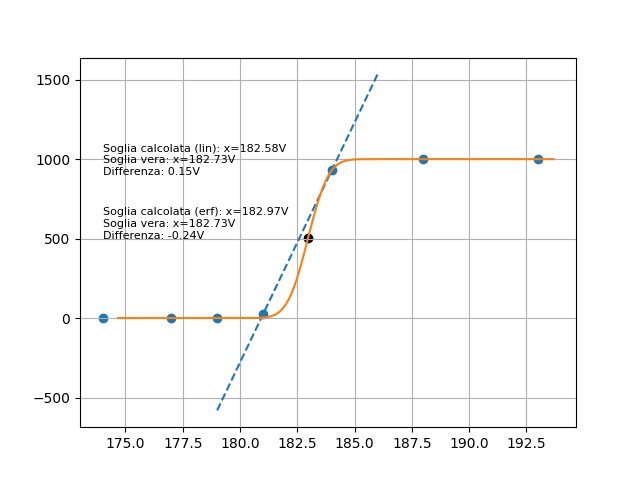 1500
1000
500
0
−500
Soglia calcolata (lin): x=182.58V
Soglia vera: x=182.73V
Differenza: 0.15V
Soglia calcolata (erf): x=182.97V
Soglia vera: x=182.73V
Differenza: -0.24V
175.0 177.5 180.0 182.5 185.0 187.5 190.0 192.5